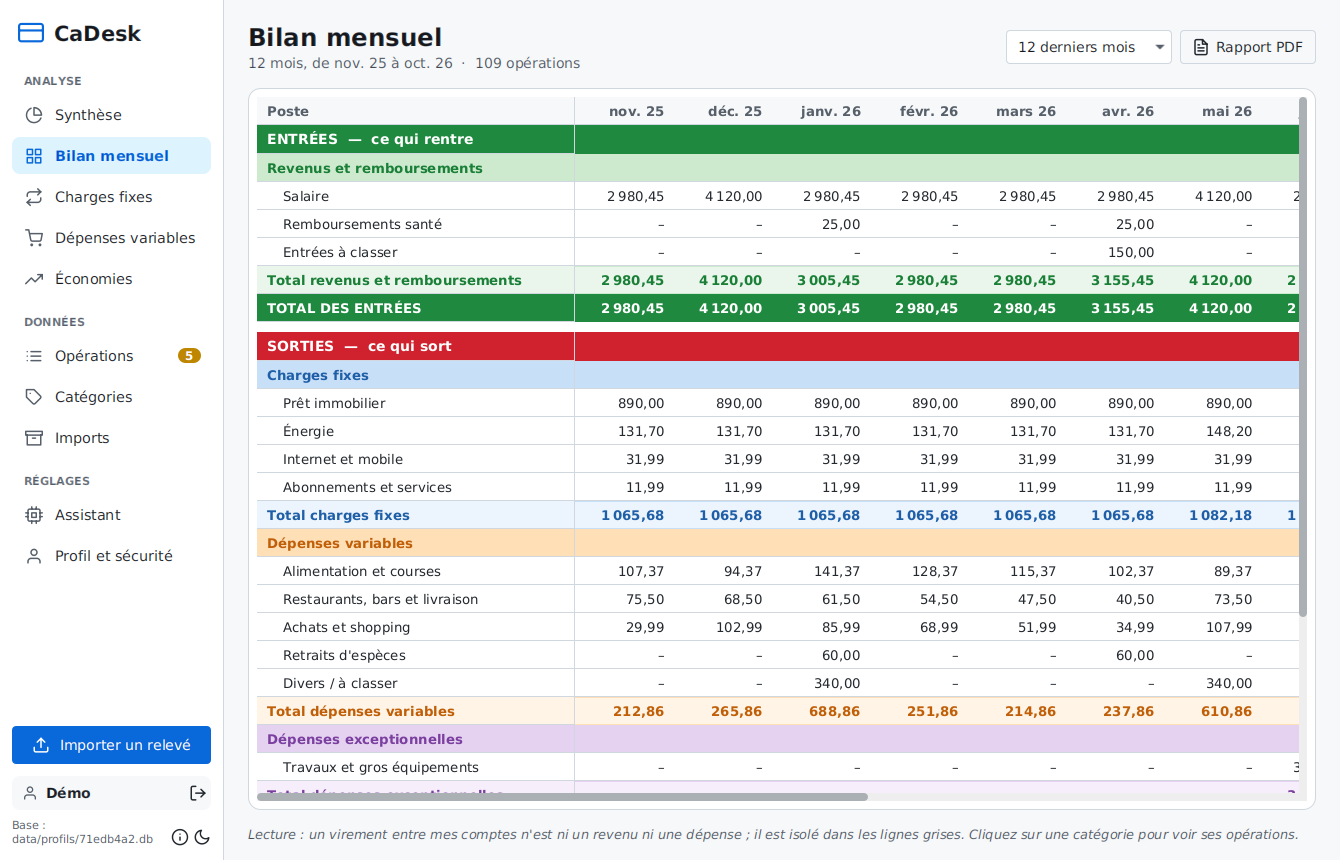 CaDesk
ANALYSE
Synthèse
Bilan mensuel
Charges fixes
Dépenses variables
Économies
DONNÉES
Opérations 5
Catégories
Imports
RÉGLAGES
Assistant
Profil et sécurité
Importer un relevé
Démo
Base :
data/profils/71edb4a2.db
Bilan mensuel
12 mois, de nov. 25 à oct. 26 · 109 opérations
12 derniers mois
Rapport PDF
Poste nov. 25 déc. 25 janv. 26 févr. 26 mars 26 avr. 26 mai 26
ENTRÉES — ce qui rentre
Revenus et remboursements
Salaire 2 980,45 4 120,00 2 980,45 2 980,45 2 980,45 2 980,45 4 120,00 2
Remboursements santé – – 25,00 – – 25,00 –
Entrées à classer – – – – – 150,00 –
Total revenus et remboursements 2 980,45 4 120,00 3 005,45 2 980,45 2 980,45 3 155,45 4 120,00 2
TOTAL DES ENTRÉES 2 980,45 4 120,00 3 005,45 2 980,45 2 980,45 3 155,45 4 120,00 2
SORTIES — ce qui sort
Charges fixes
Prêt immobilier 890,00 890,00 890,00 890,00 890,00 890,00 890,00
Énergie 131,70 131,70 131,70 131,70 131,70 131,70 148,20
Internet et mobile 31,99 31,99 31,99 31,99 31,99 31,99 31,99
Abonnements et services 11,99 11,99 11,99 11,99 11,99 11,99 11,99
Total charges fixes 1 065,68 1 065,68 1 065,68 1 065,68 1 065,68 1 065,68 1 082,18 1
Dépenses variables
Alimentation et courses 107,37 94,37 141,37 128,37 115,37 102,37 89,37
Restaurants, bars et livraison 75,50 68,50 61,50 54,50 47,50 40,50 73,50
Achats et shopping 29,99 102,99 85,99 68,99 51,99 34,99 107,99
Retraits d'espèces – – 60,00 – – 60,00 –
Divers / à classer – – 340,00 – – – 340,00
Total dépenses variables 212,86 265,86 688,86 251,86 214,86 237,86 610,86
Dépenses exceptionnelles
Travaux et gros équipements – – – – – – – 3
Total dépenses exceptionnelles – – – – – – –
Lecture : un virement entre mes comptes n'est ni un revenu ni une dépense ; il est isolé dans les lignes grises. Cliquez sur une catégorie pour voir ses opérations.